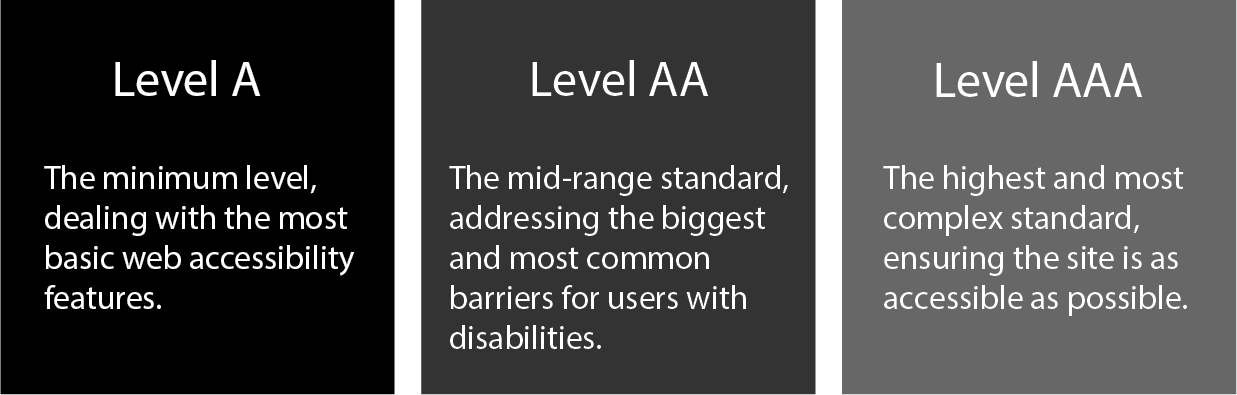 Level A
The minimum level,
dealing with the most
basic web accessibility
features.
Level AA
The mid-range standard,
addressing the biggest
and most common
barriers for users with
disabilities.
Level AAA
The highest and most
complex standard,
ensuring the site is as
accessible as possible.